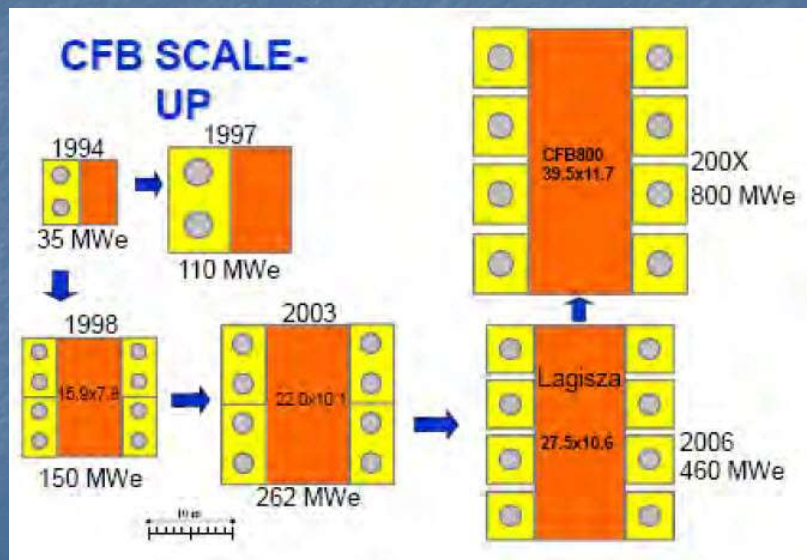 CFB SCALE-
UP
1994
35 MWe
1997
110 MWe
1998
15.9x7.8
150 MWe
2003
22.0x10.1
262 MWe
Lagisza
27.5x10.6
2006
460 MWe
CFB800
39.5x11.7
200X
800 MWe
10 m